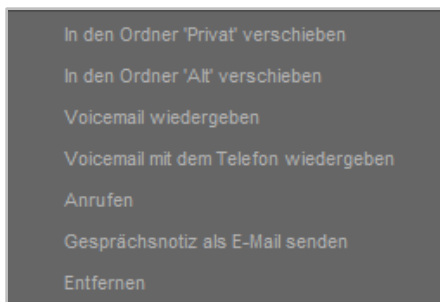 In den Ordner 'Privat' verschieben
In den Ordner 'Alt' verschieben
Voicemail wiedergeben
Voicemail mit dem Telefon wiedergeben
Anrufen
Gesprächsnotiz als E-Mail senden
Entfernen